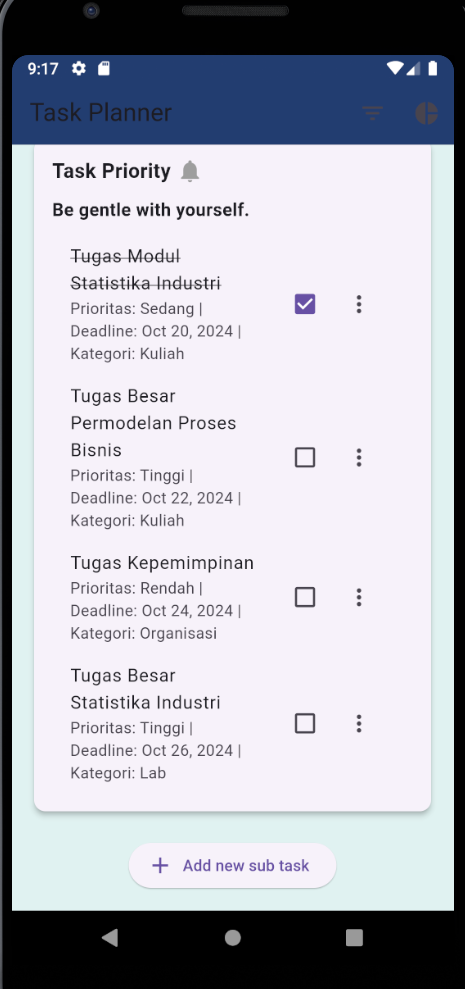 9:17
Task Planner
Task Priority
Be gentle with yourself.
Tugas Modul
Statistika Industri
Prioritas: Sedang |
Deadline: Oct 20, 2024 |
Kategori: Kuliah
Tugas Besar
Permodelan Proses
Bisnis
Prioritas: Tinggi |
Deadline: Oct 22, 2024 |
Kategori: Kuliah
Tugas Kepemimpinan
Prioritas: Rendah |
Deadline: Oct 24, 2024 |
Kategori: Organisasi
Tugas Besar
Statistika Industri
Prioritas: Tinggi |
Deadline: Oct 26, 2024 |
Kategori: Lab
Add new sub task